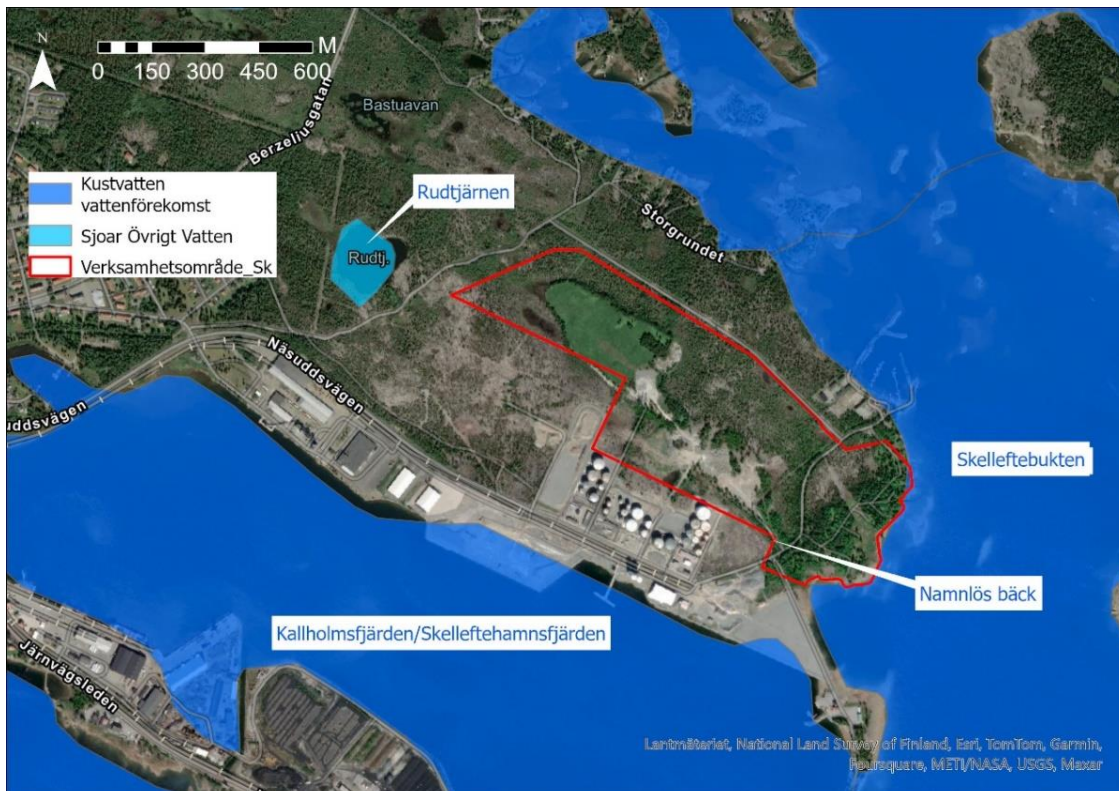 N
M
0 150 300 450 600
Bastuavan
Berzeliusgatan
Kustvatten
vattenförekomst
Sjoar Övrigt Vatten
Verksamhetsområde_Sk
Rudtjärnen
Rudtj.
Storgrundet
Näsuddsvägen
uddsvägen
Skelleftebukten
Namnlös bäck
Kallholmsfjärden/Skelleftehamnsfjärden
Järnvägsleden
Lantmäteriet, National Land Survey of Finland, Esri, TomTom, Garmin,
Foursquare, METI/NASA, USGS, Maxar